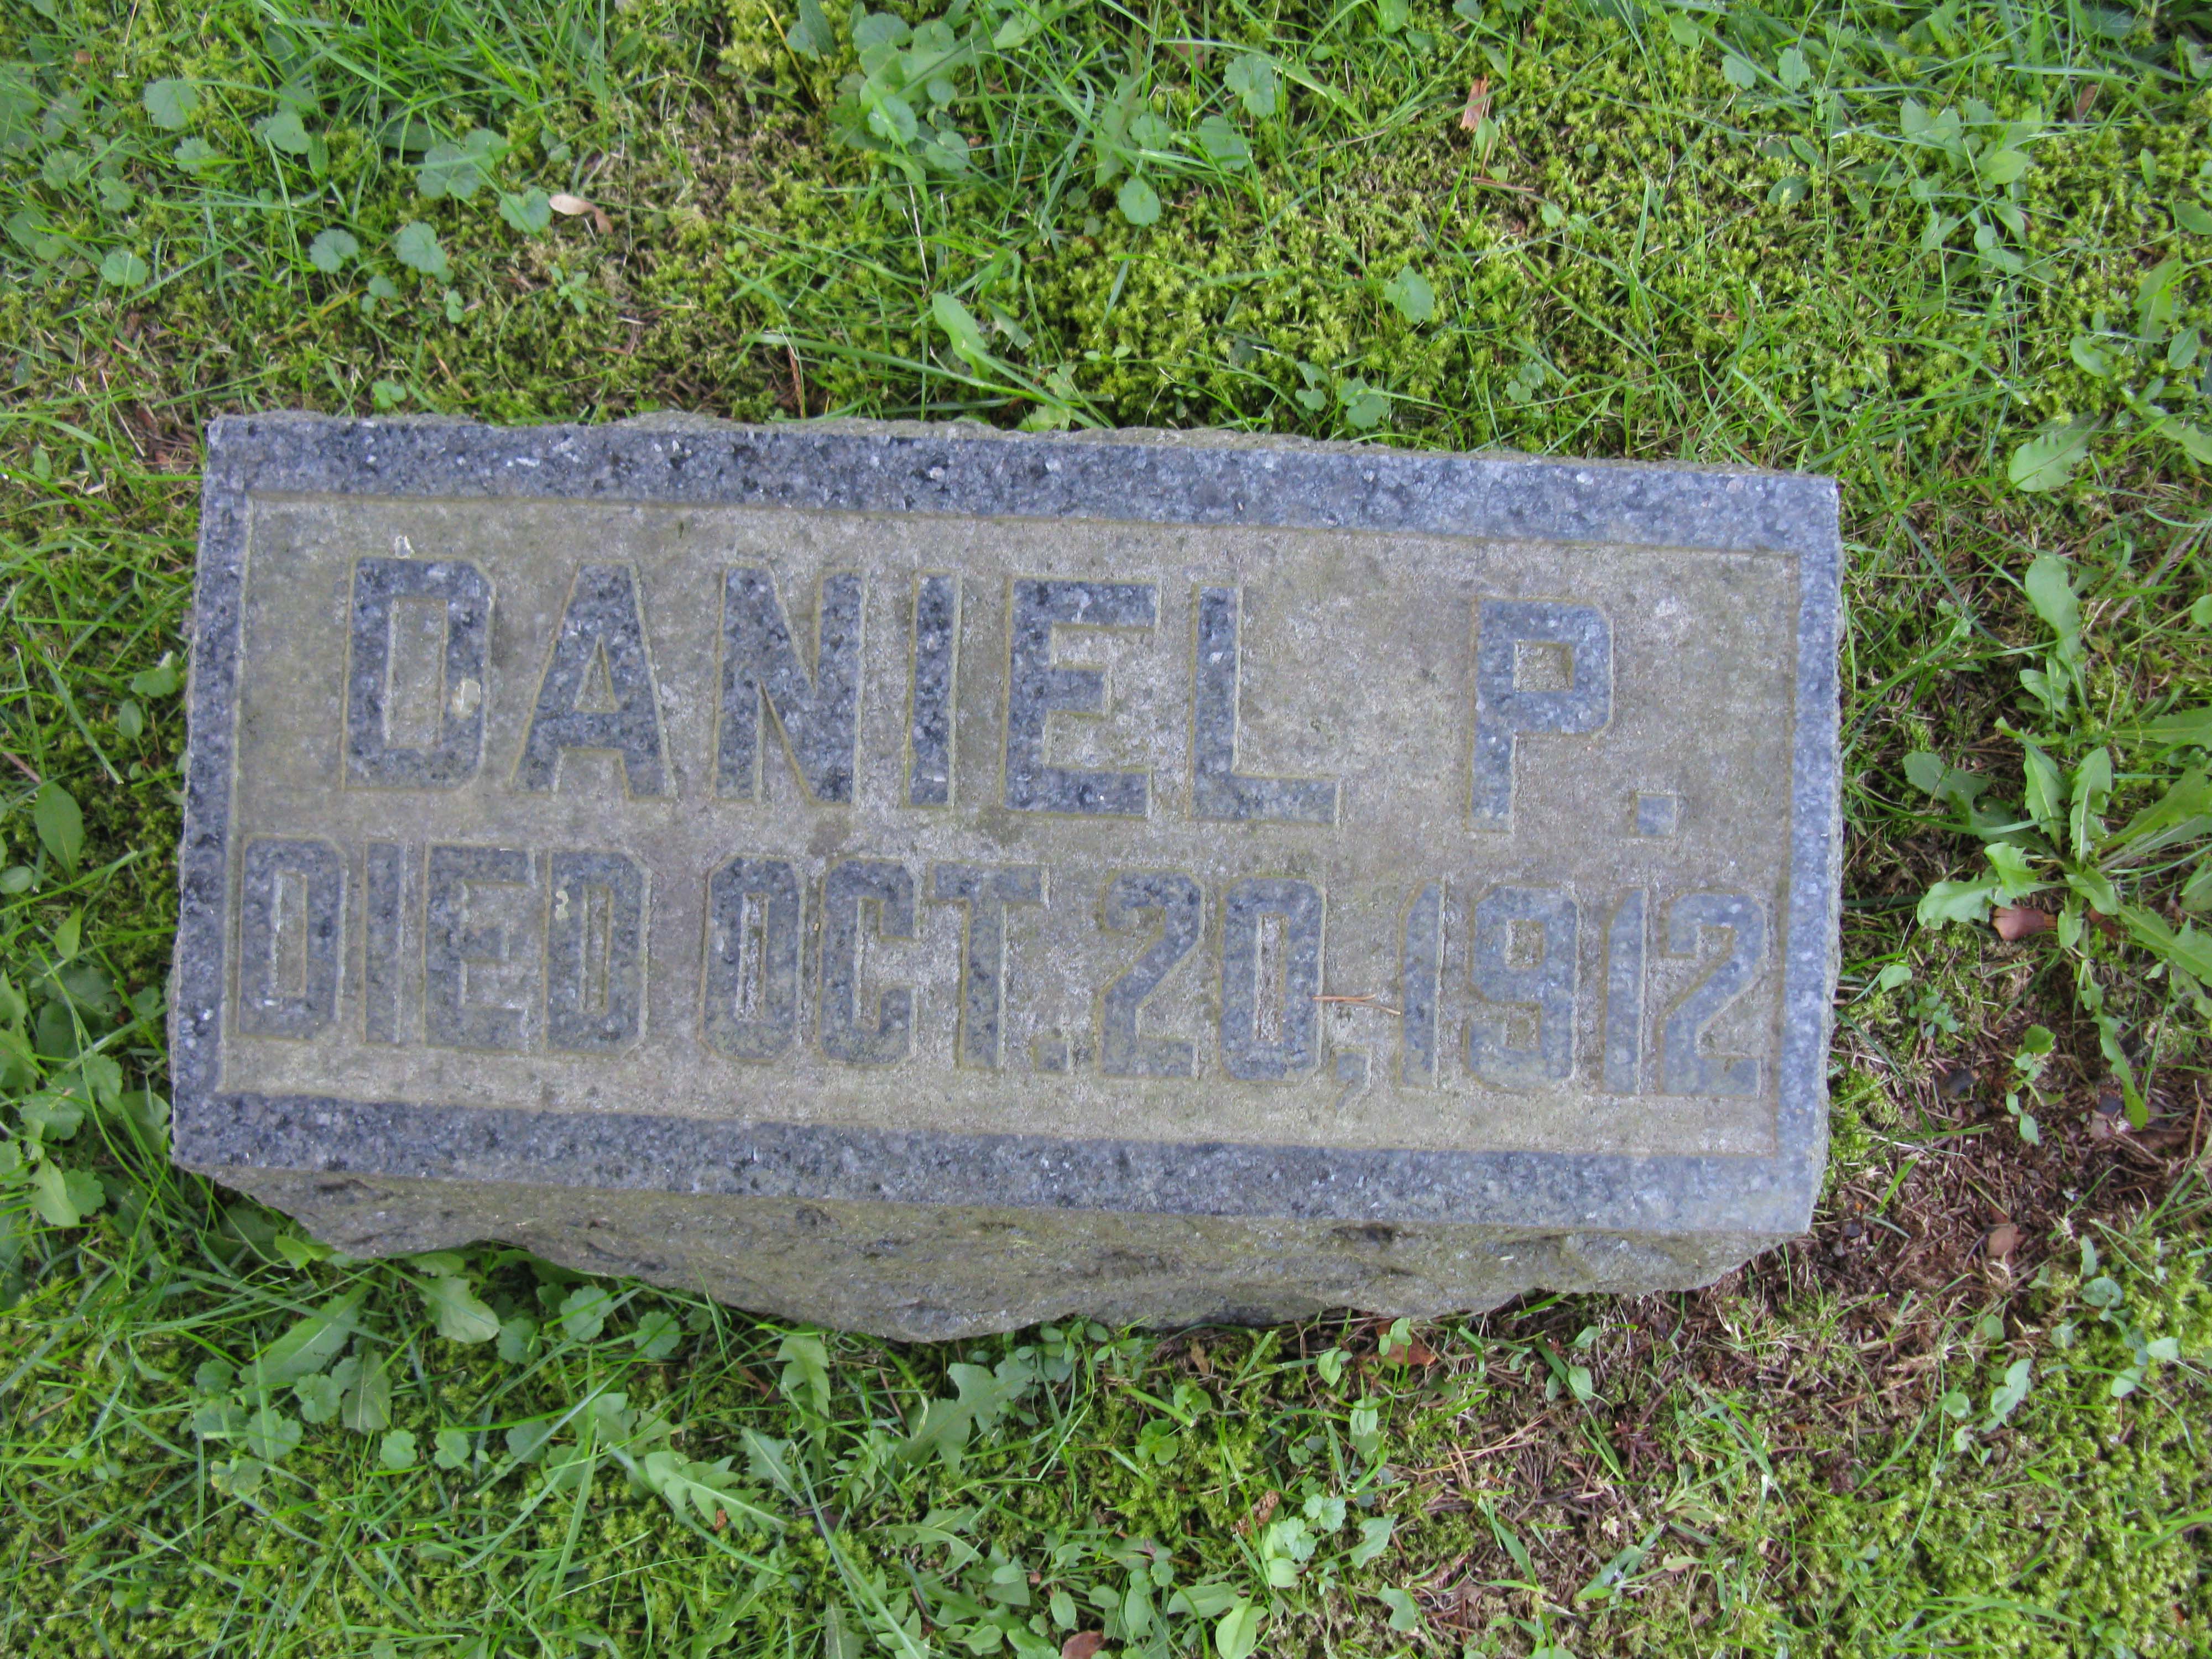 DANIEL P.
DIED OCT. 20, 1912